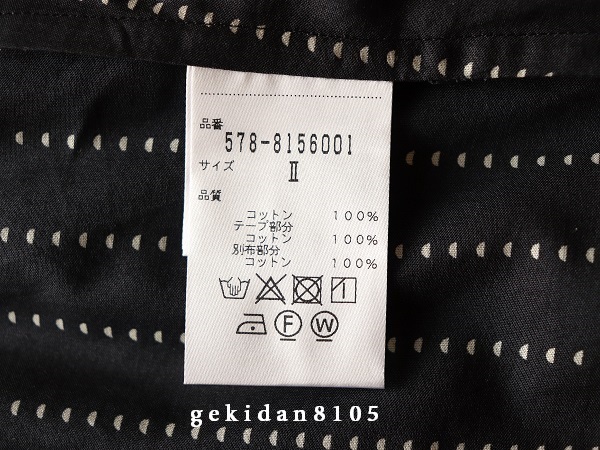 品番
578-8156001
サイズ
Ⅱ
品質
コットン 100%
テープ部分
コットン 100%
別布部分
コットン 100%
F W
gekidan8105